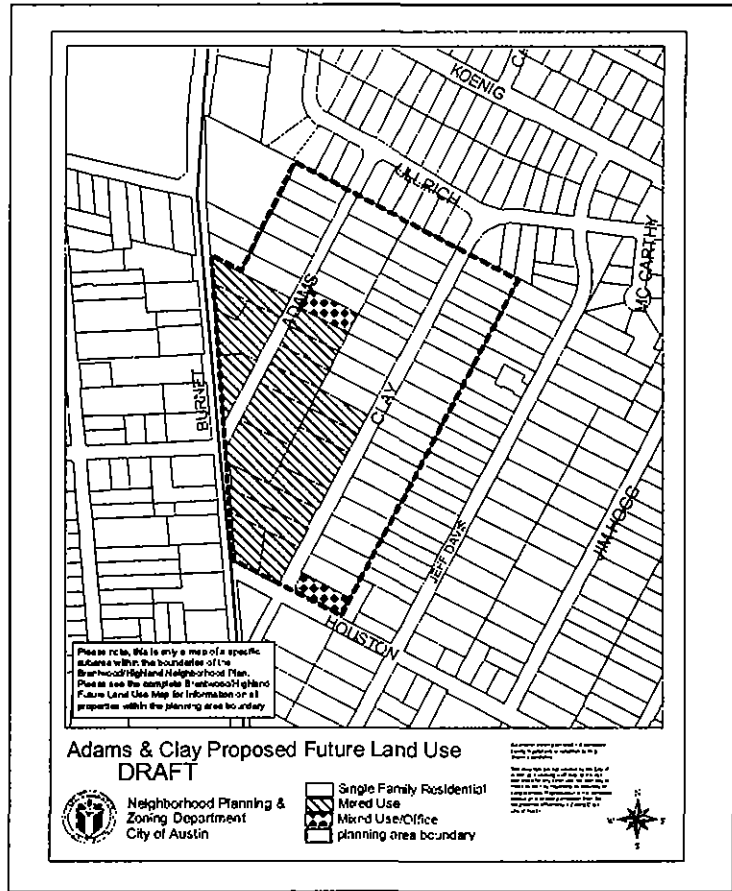 KOENIG
ULLRICH
MC CARTHY
ADAMS
BURNET
CLAY
JEFF DAVIS
JIM HOGG
HOUSTON
Please note, this is only a map of a specific
subarea within the boundaries of the
Brentwood/Highland Neighborhood Plan.
Please see the complete Brentwood/Highland
Future Land Use Map for information on all
properties within the planning area boundary
Adams & Clay Proposed Future Land Use
DRAFT
Neighborhood Planning &
Zoning Department
City of Austin
Single Family Residential
Mixed Use
Mixed Use/Office
planning area boundary
N
S